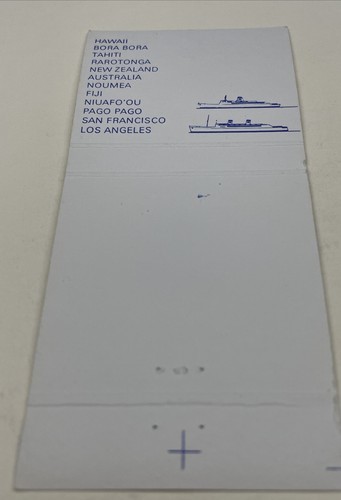 HAWAII
BORA BORA
TAHITI
RAROTONGA
NEW ZEALAND
AUSTRALIA
NOUMEA
FIJI
NIUAFO'OU
PAGO PAGO
SAN FRANCISCO
LOS ANGELES